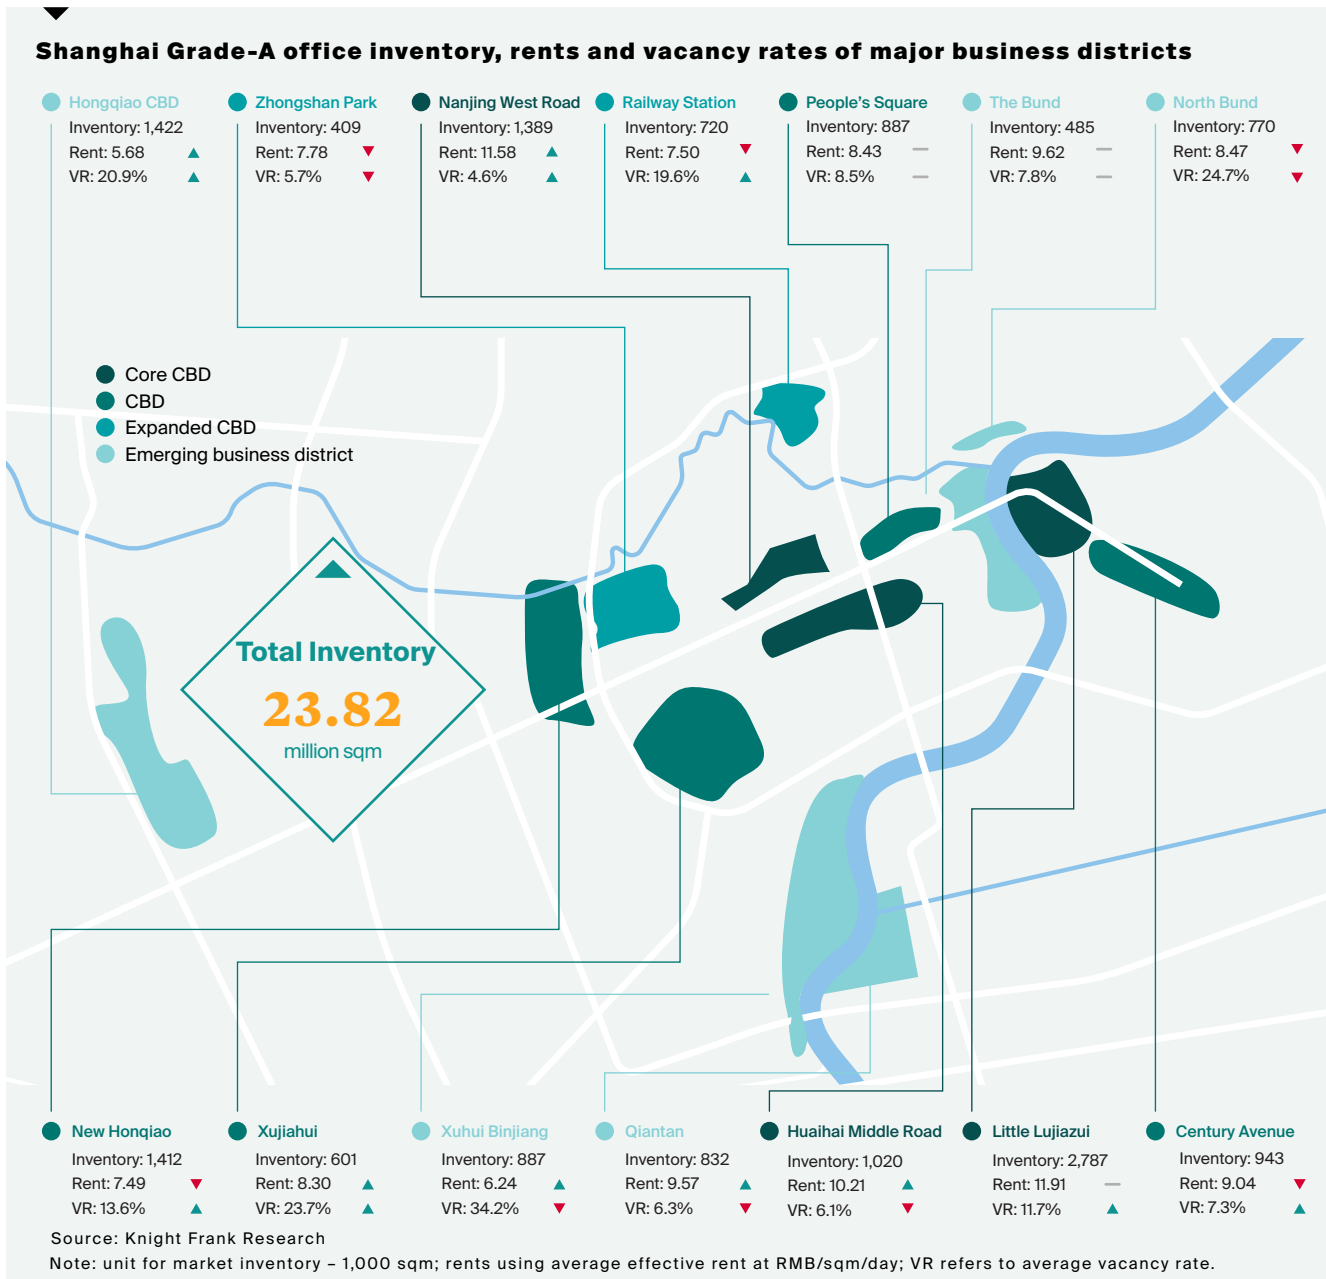 Shanghai Grade-A office inventory, rents and vacancy rates of major business districts
Hongqiao CBD
Inventory: 1,422
Rent: 5.68
VR: 20.9%
Zhongshan Park
Inventory: 409
Rent: 7.78
VR: 5.7%
Nanjing West Road
Inventory: 1,389
Rent: 11.58
VR: 4.6%
Railway Station
Inventory: 720
Rent: 7.50
VR: 19.6%
People's Square
Inventory: 887
Rent: 8.43
VR: 8.5%
The Bund
Inventory: 485
Rent: 9.62
VR: 7.8%
North Bund
Inventory: 770
Rent: 8.47
VR: 24.7%
Core CBD
CBD
Expanded CBD
Emerging business district
Total Inventory
23.82
million sqm
New Honqiao
Inventory: 1,412
Rent: 7.49
VR: 13.6%
Xujiahui
Inventory: 601
Rent: 8.30
VR: 23.7%
Xuhui Binjiang
Inventory: 887
Rent: 6.24
VR: 34.2%
Qiantan
Inventory: 832
Rent: 9.57
VR: 6.3%
Huaihai Middle Road
Inventory: 1,020
Rent: 10.21
VR: 6.1%
Little Lujiazui
Inventory: 2,787
Rent: 11.91
VR: 11.7%
Century Avenue
Inventory: 943
Rent: 9.04
VR: 7.3%
Source: Knight Frank Research
Note: unit for market inventory – 1,000 sqm; rents using average effective rent at RMB/sqm/day; VR refers to average vacancy rate.